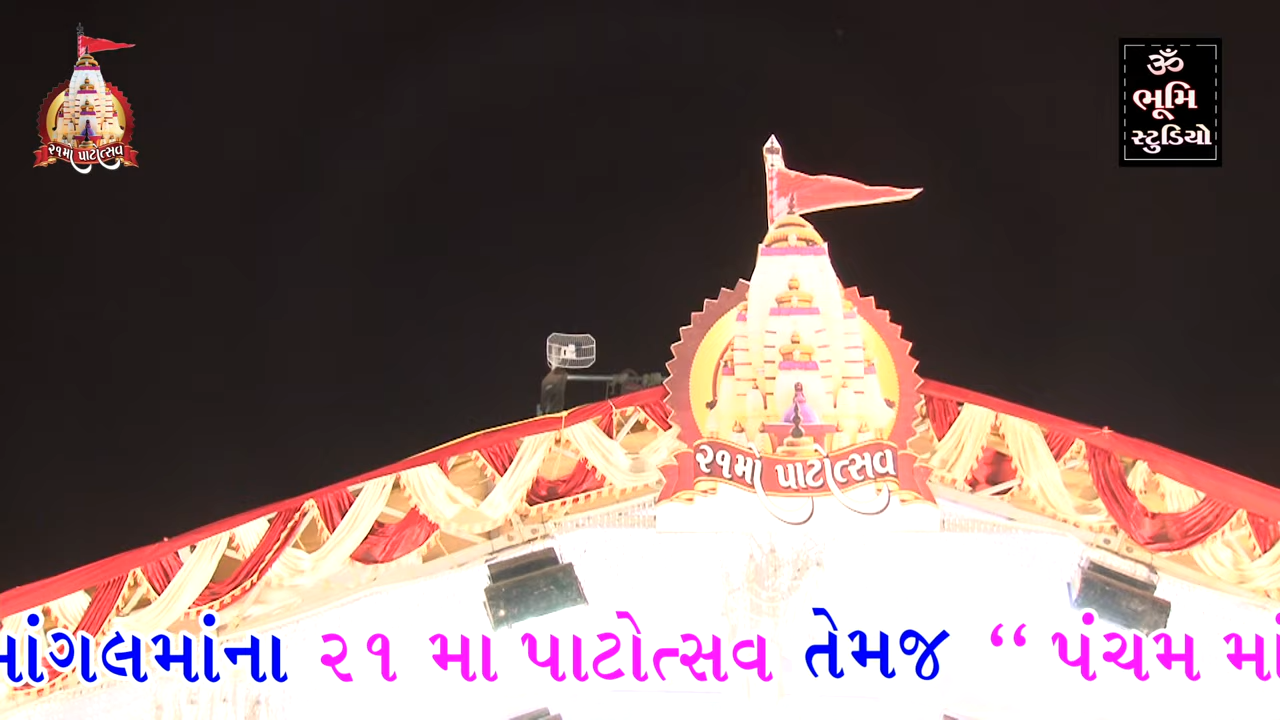 ૨૧મો પાટોત્સવ
ૐ
ભૂમિ
સ્ટુડિયો
૨૧મો પાટોત્સવ
માંગલમાંના ૨૧ મા પાટોત્સવ તેમજ “ પંચમ માં